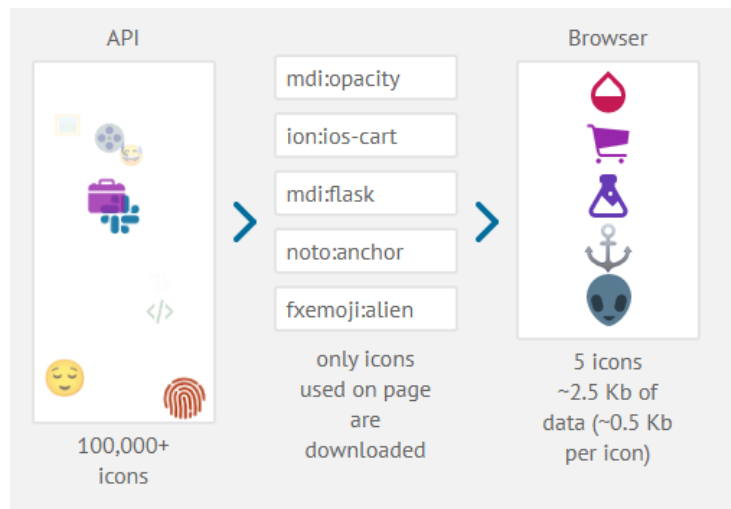 API
100,000+
icons
mdi:opacity
ion:ios-cart
mdi:flask
noto:anchor
fxemoji:alien
only icons
used on page
are
downloaded
Browser
5 icons
~2.5 Kb of
data (~0.5 Kb
per icon)